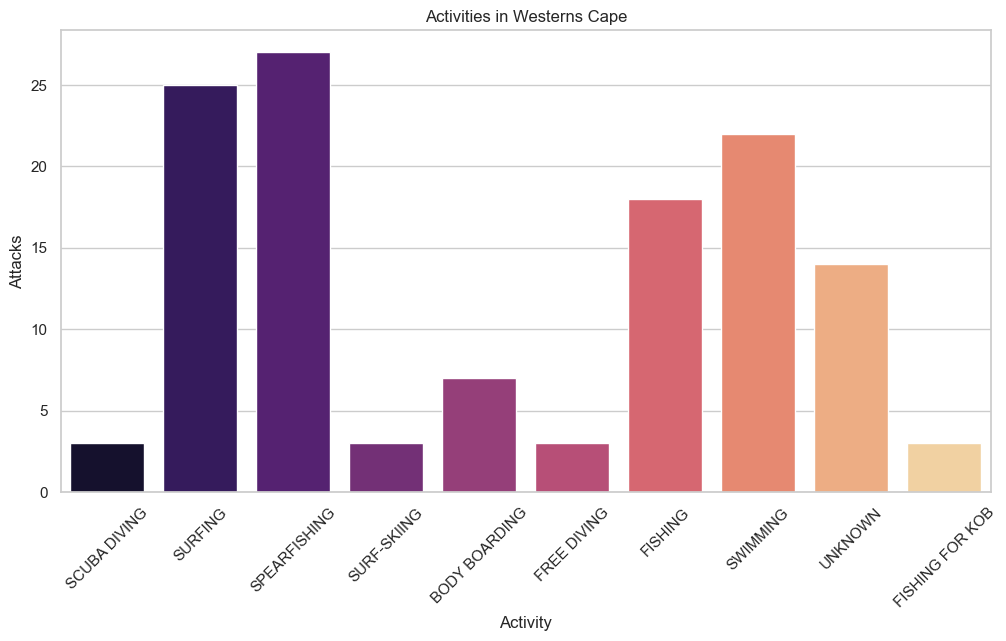 Activities in Westerns Cape
Attacks
25
20
15
10
5
0
SCUBA DIVING
SURFING
SPEARFISHING
SURF-SKIING
BODY BOARDING
FREE DIVING
FISHING
SWIMMING
UNKNOWN
FISHING FOR KOB
Activity